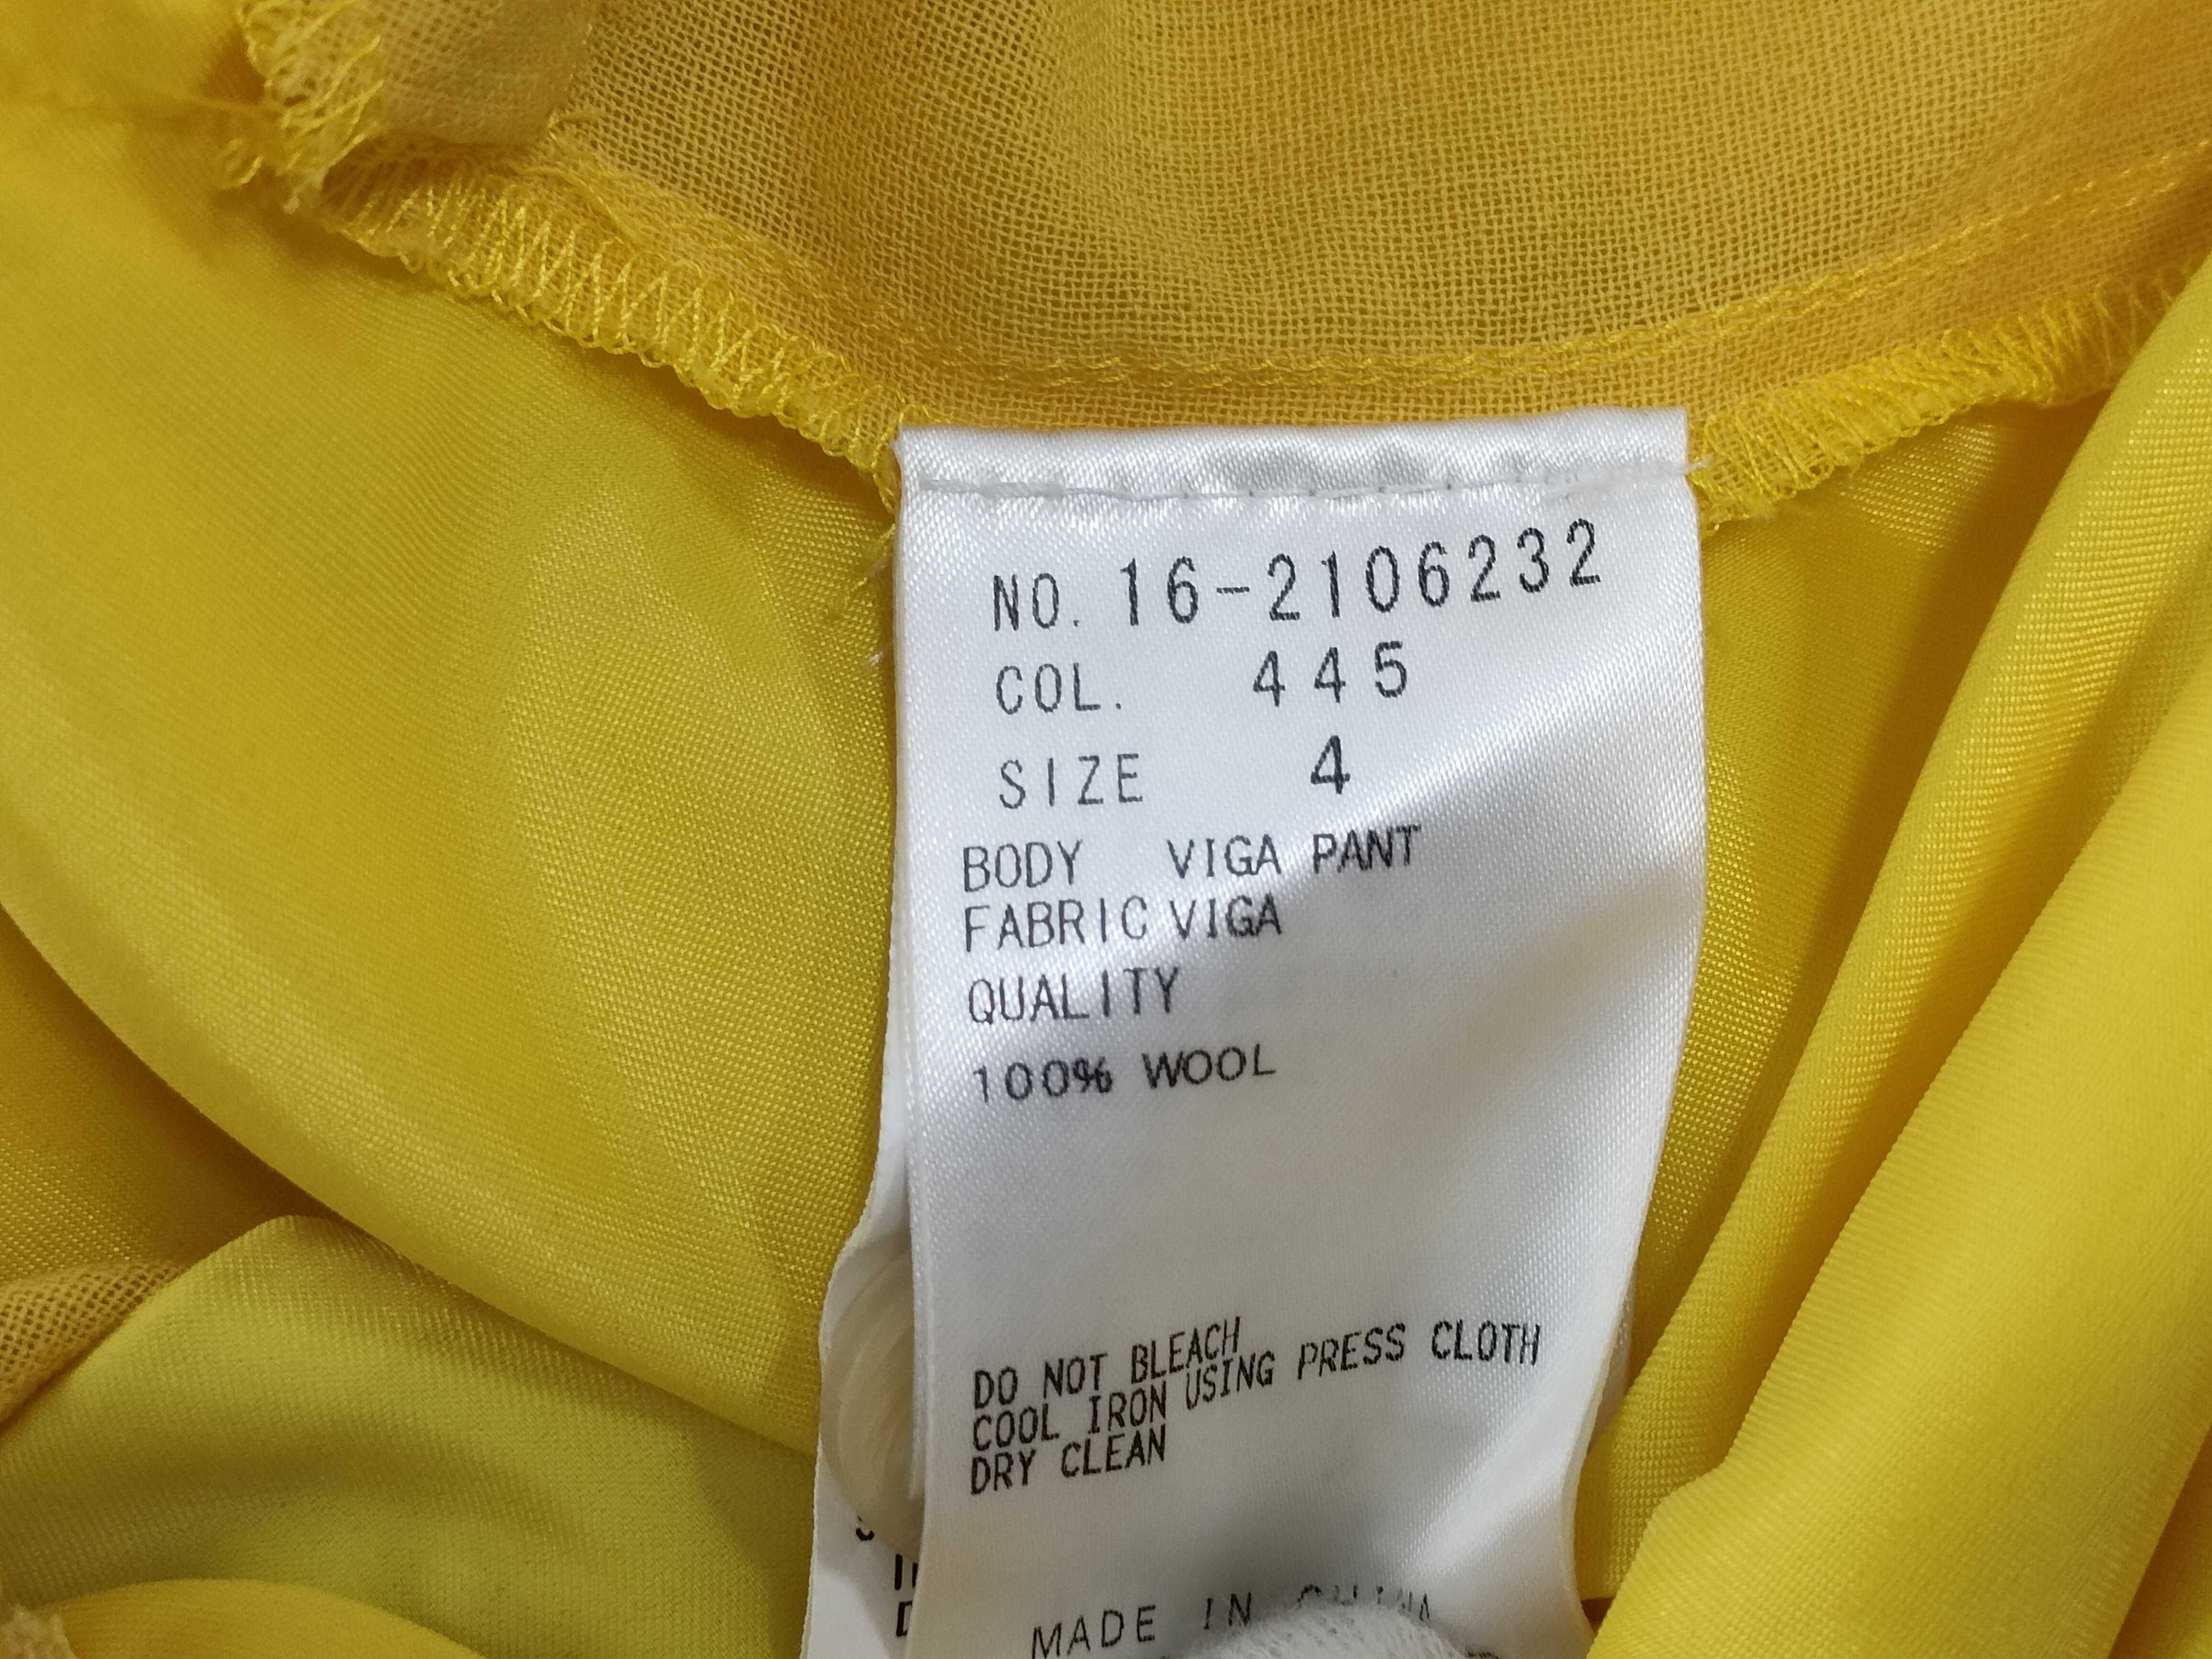 NO. 16-2106232
COL. 445
SIZE 4
BODY VIGA PANT
FABRIC VIGA
QUALITY
100% WOOL
DO NOT BLEACH
COOL IRON USING PRESS CLOTH
DRY CLEAN
MADE IN CHINA